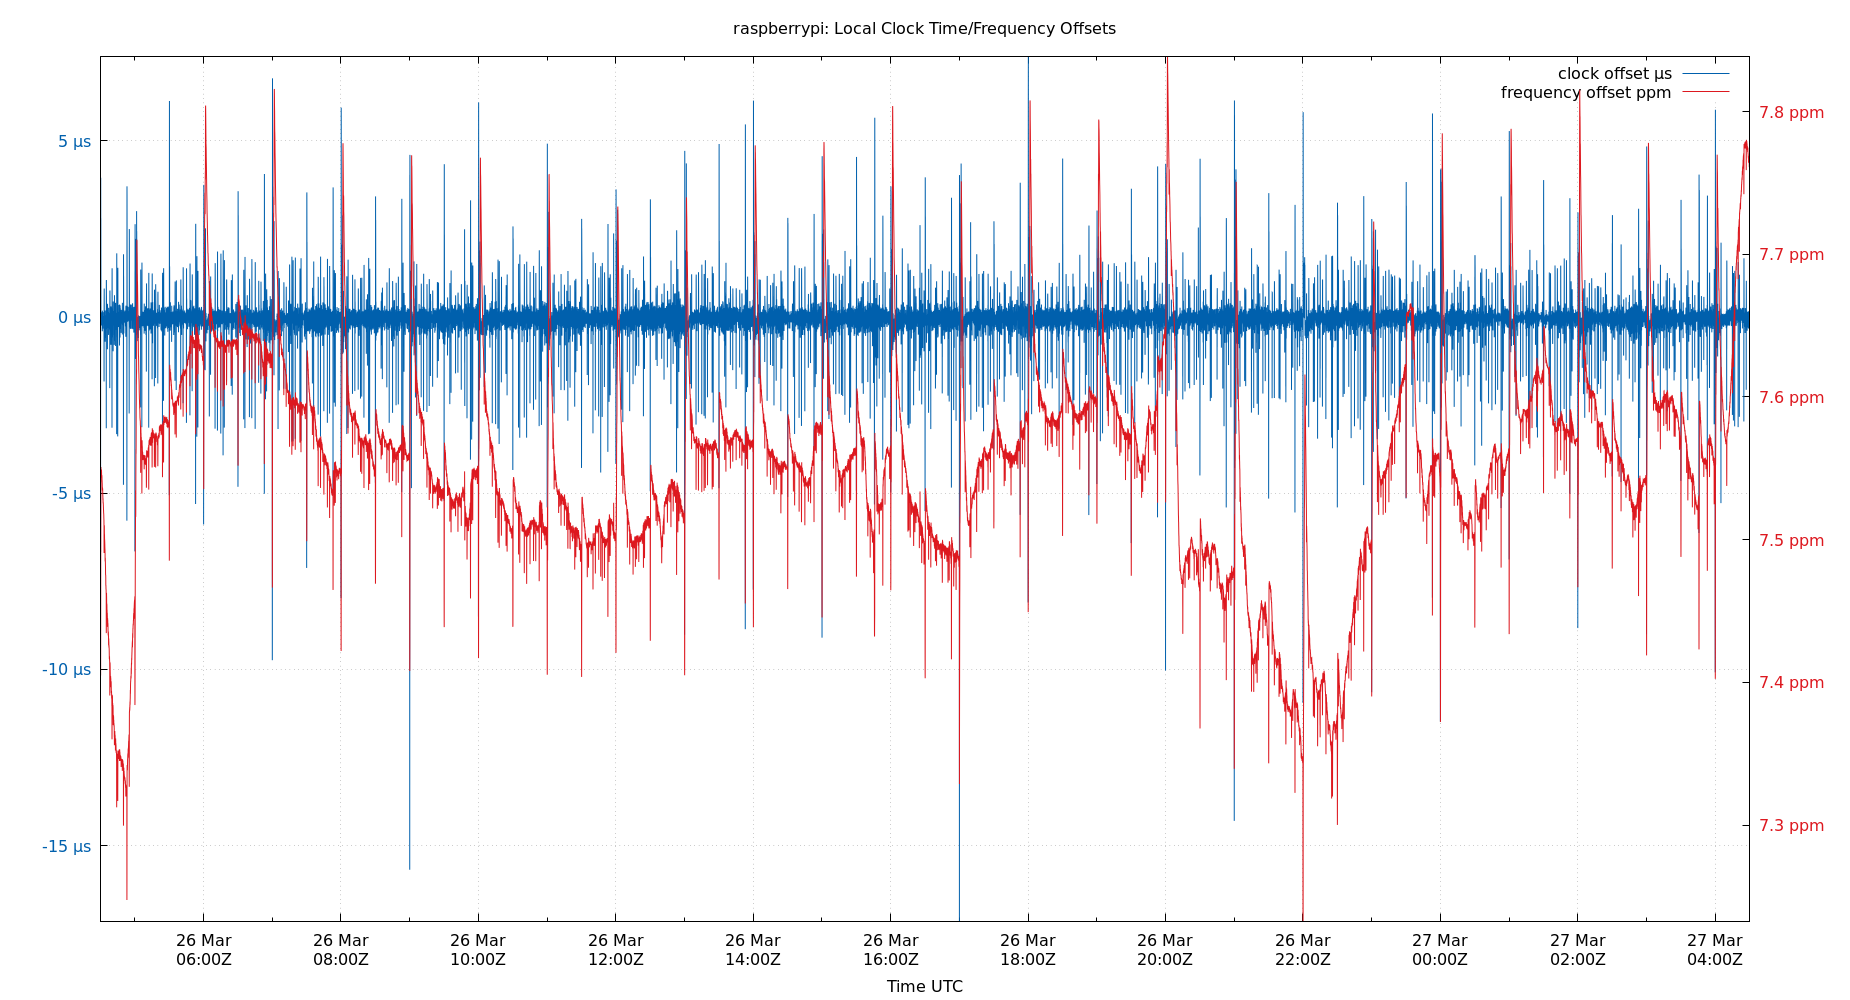 raspberrypi: Local Clock Time/Frequency Offsets
clock offset µs
frequency offset ppm
5 µs
0 µs
-5 µs
-10 µs
-15 µs
7.8 ppm
7.7 ppm
7.6 ppm
7.5 ppm
7.4 ppm
7.3 ppm
26 Mar
06:00Z
26 Mar
08:00Z
26 Mar
10:00Z
26 Mar
12:00Z
26 Mar
14:00Z
26 Mar
16:00Z
26 Mar
18:00Z
26 Mar
20:00Z
26 Mar
22:00Z
27 Mar
00:00Z
27 Mar
02:00Z
27 Mar
04:00Z
Time UTC